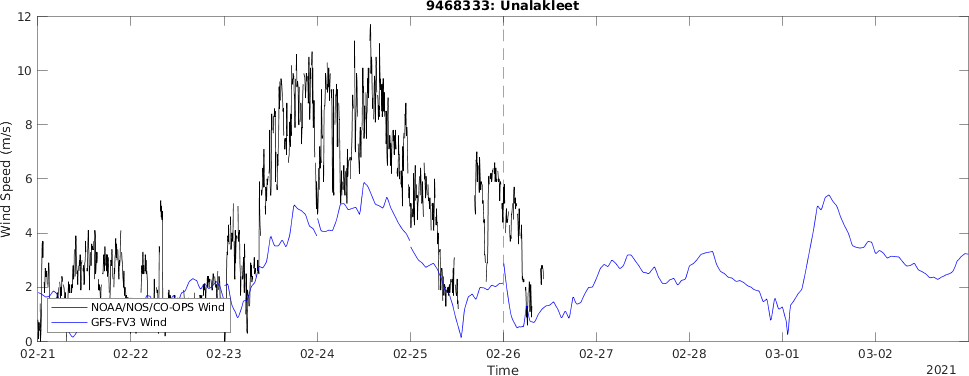 9468333: Unalakleet
12
10
8
6
4
2
0
Wind Speed (m/s)
NOAA/NOS/CO-OPS Wind
GFS-FV3 Wind
02-21 02-22 02-23 02-24 02-25 02-26 02-27 02-28 03-01 03-02
Time
2021